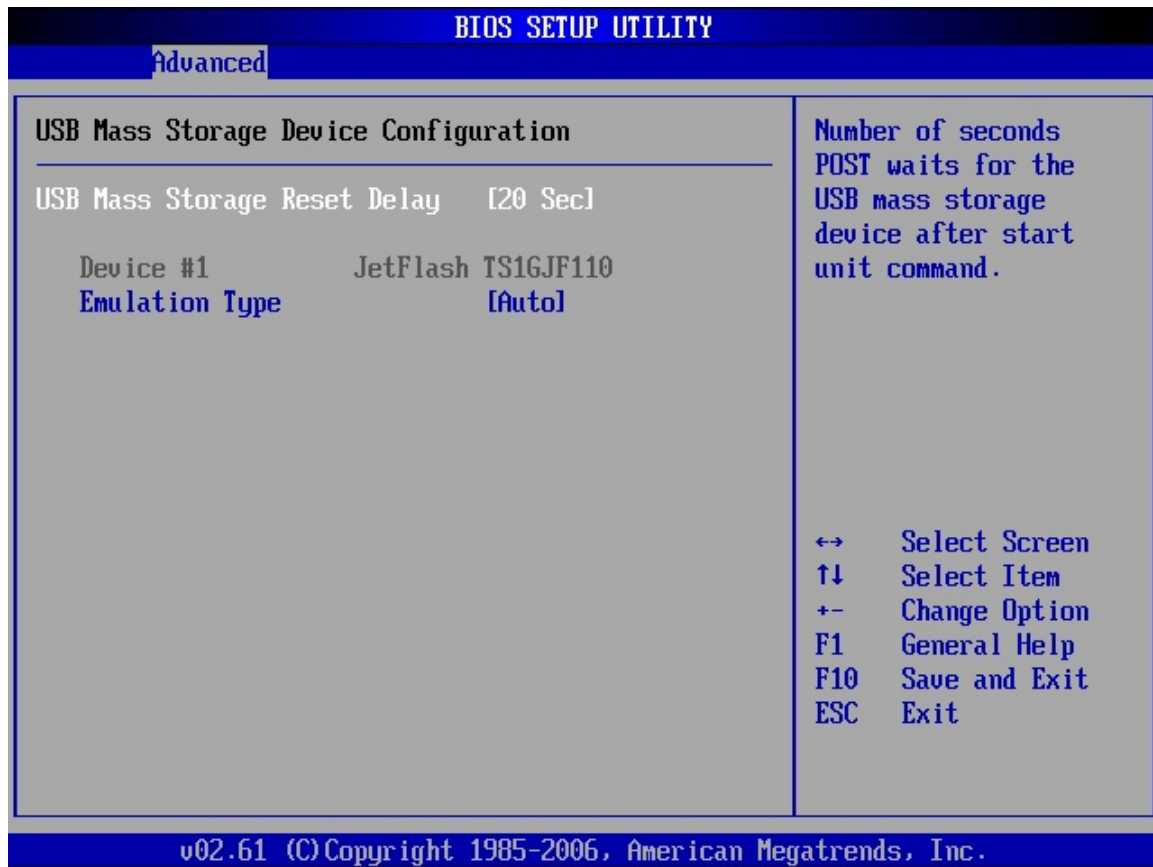 BIOS SETUP UTILITY
Advanced
USB Mass Storage Device Configuration
USB Mass Storage Reset Delay [20 Sec]
Device #1 JetFlash TS1GJF110
Emulation Type [Auto]
Number of seconds
POST waits for the
USB mass storage
device after start
unit command.
←→ Select Screen
↑↓ Select Item
+- Change Option
F1 General Help
F10 Save and Exit
ESC Exit
v02.61 (C)Copyright 1985-2006, American Megatrends, Inc.